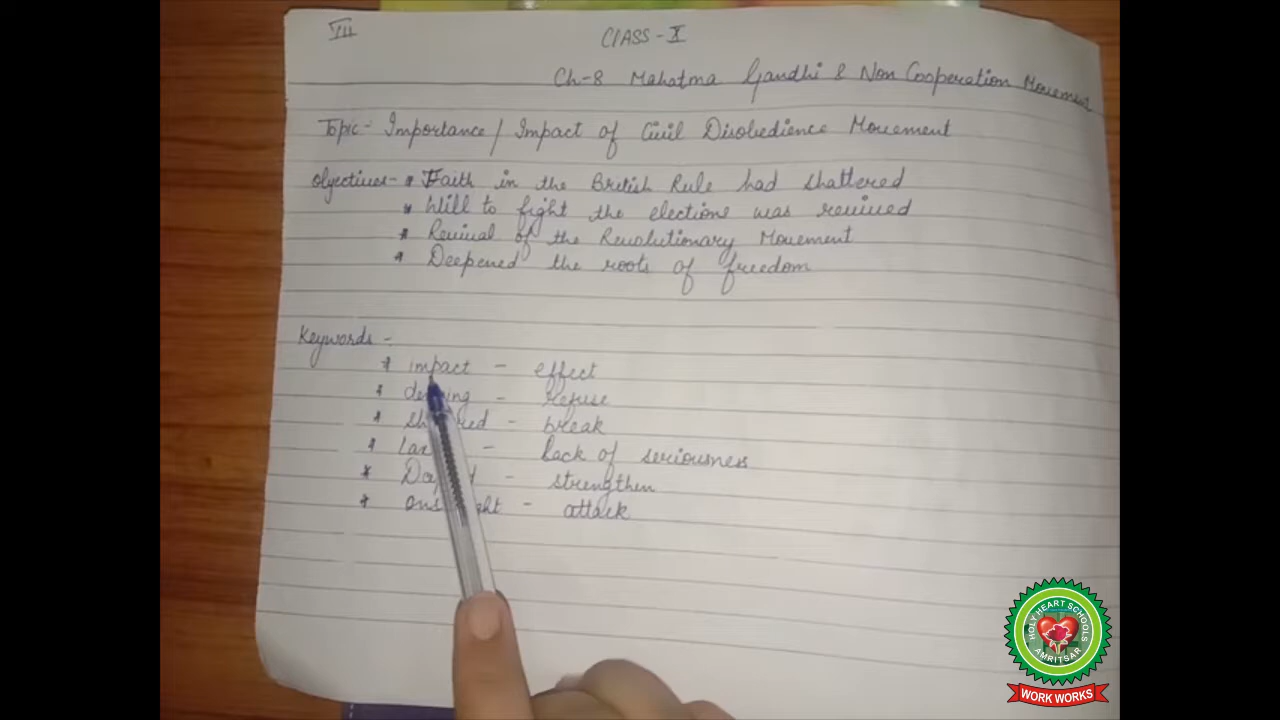 VII
CLASS - X
Ch-8 Mahatma Gandhi & Non Cooperation Movement
Topic- Importance / Impact of Civil Disobedience Movement
Objectives- * Faith in the British Rule had shattered
* Will to fight the elections was revived
* Revival of the Revolutionary Movement
* Deepened the roots of freedom
Keywords -
* impact - effect
* - refuse
* - break
* - Lack of seriousness
* - strengthen
* - attack
HOLY HEART SCHOOLS
AMRITSAR
WORK WORKS